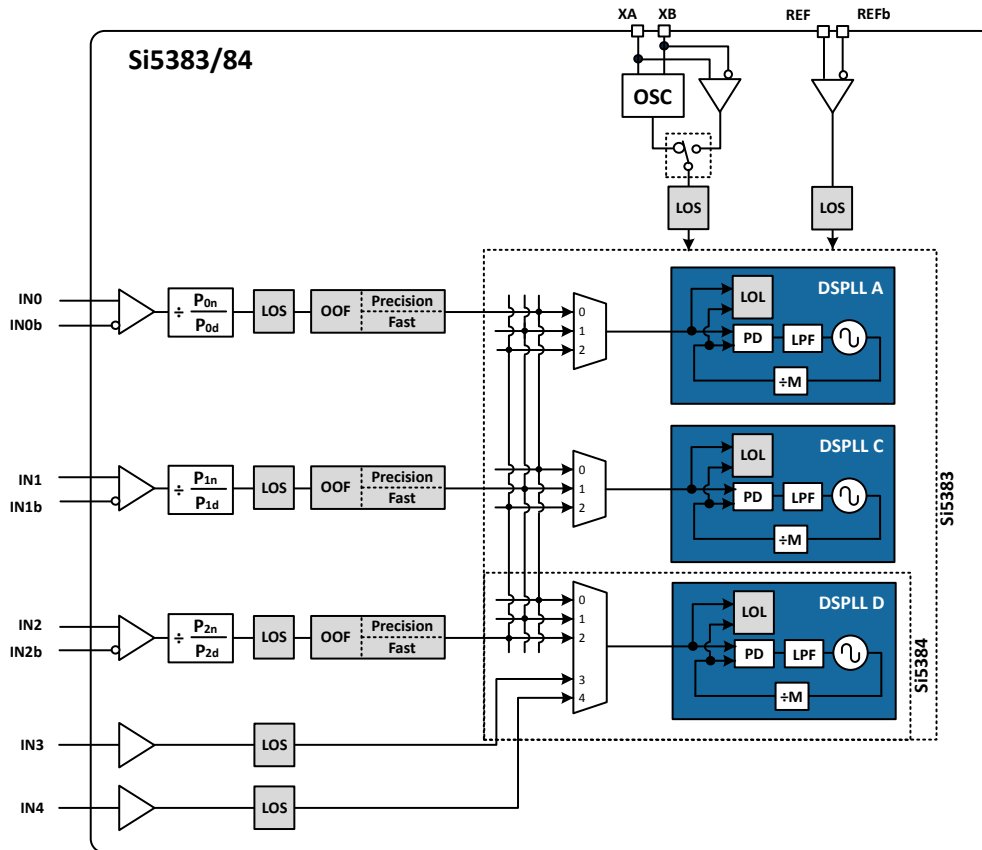 XA XB REF REFb
Si5383/84
OSC
LOS LOS
IN0
IN0b
÷ P0n
P0d
LOS
OOF
Precision
Fast
0
1
2
DSPLL A
LOL
PD
LPF
÷M
IN1
IN1b
÷ P1n
P1d
LOS
OOF
Precision
Fast
0
1
2
DSPLL C
LOL
PD
LPF
÷M
Si5383
IN2
IN2b
÷ P2n
P2d
LOS
OOF
Precision
Fast
0
1
2
3
4
DSPLL D
LOL
PD
LPF
÷M
Si5384
IN3
LOS
IN4
LOS